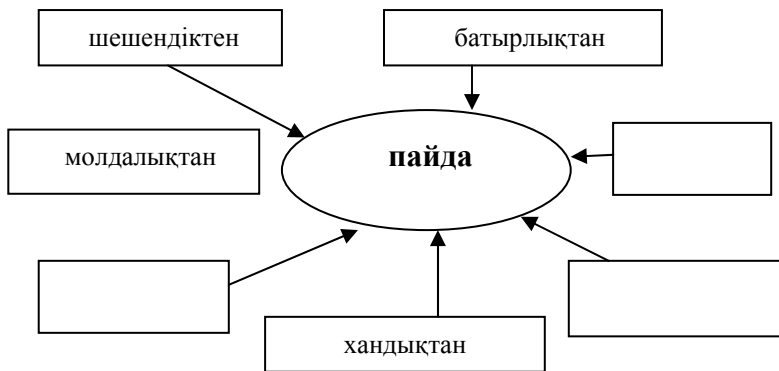 шешендіктен
батырлықтан
молдалықтан
пайда
хандықтан